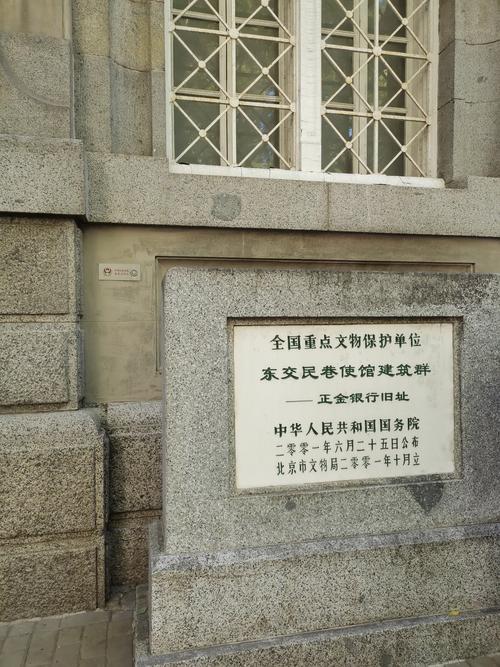 全国重点文物保护单位
东交民巷使馆建筑群
—— 正金银行旧址
中华人民共和国国务院
二零零一年六月二十五日公布
北京市文物局二零零一年十月立